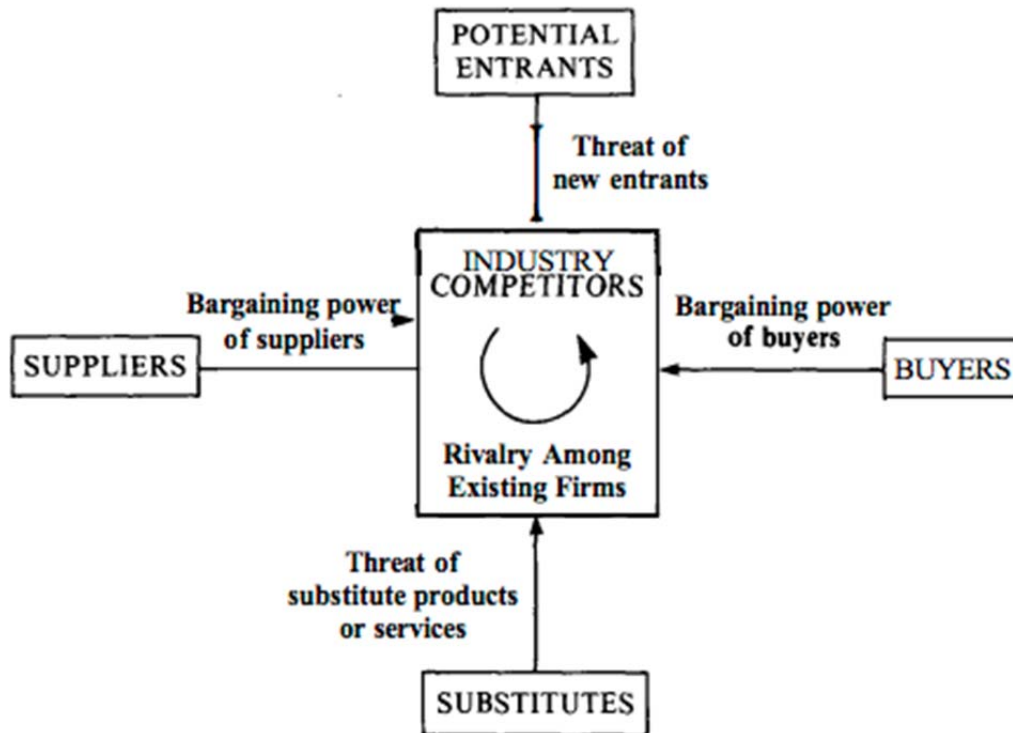 POTENTIAL
ENTRANTS
Threat of
new entrants
INDUSTRY
COMPETITORS
Bargaining power
of suppliers
Bargaining power
of buyers
SUPPLIERS
BUYERS
Rivalry Among
Existing Firms
Threat of
substitute products
or services
SUBSTITUTES